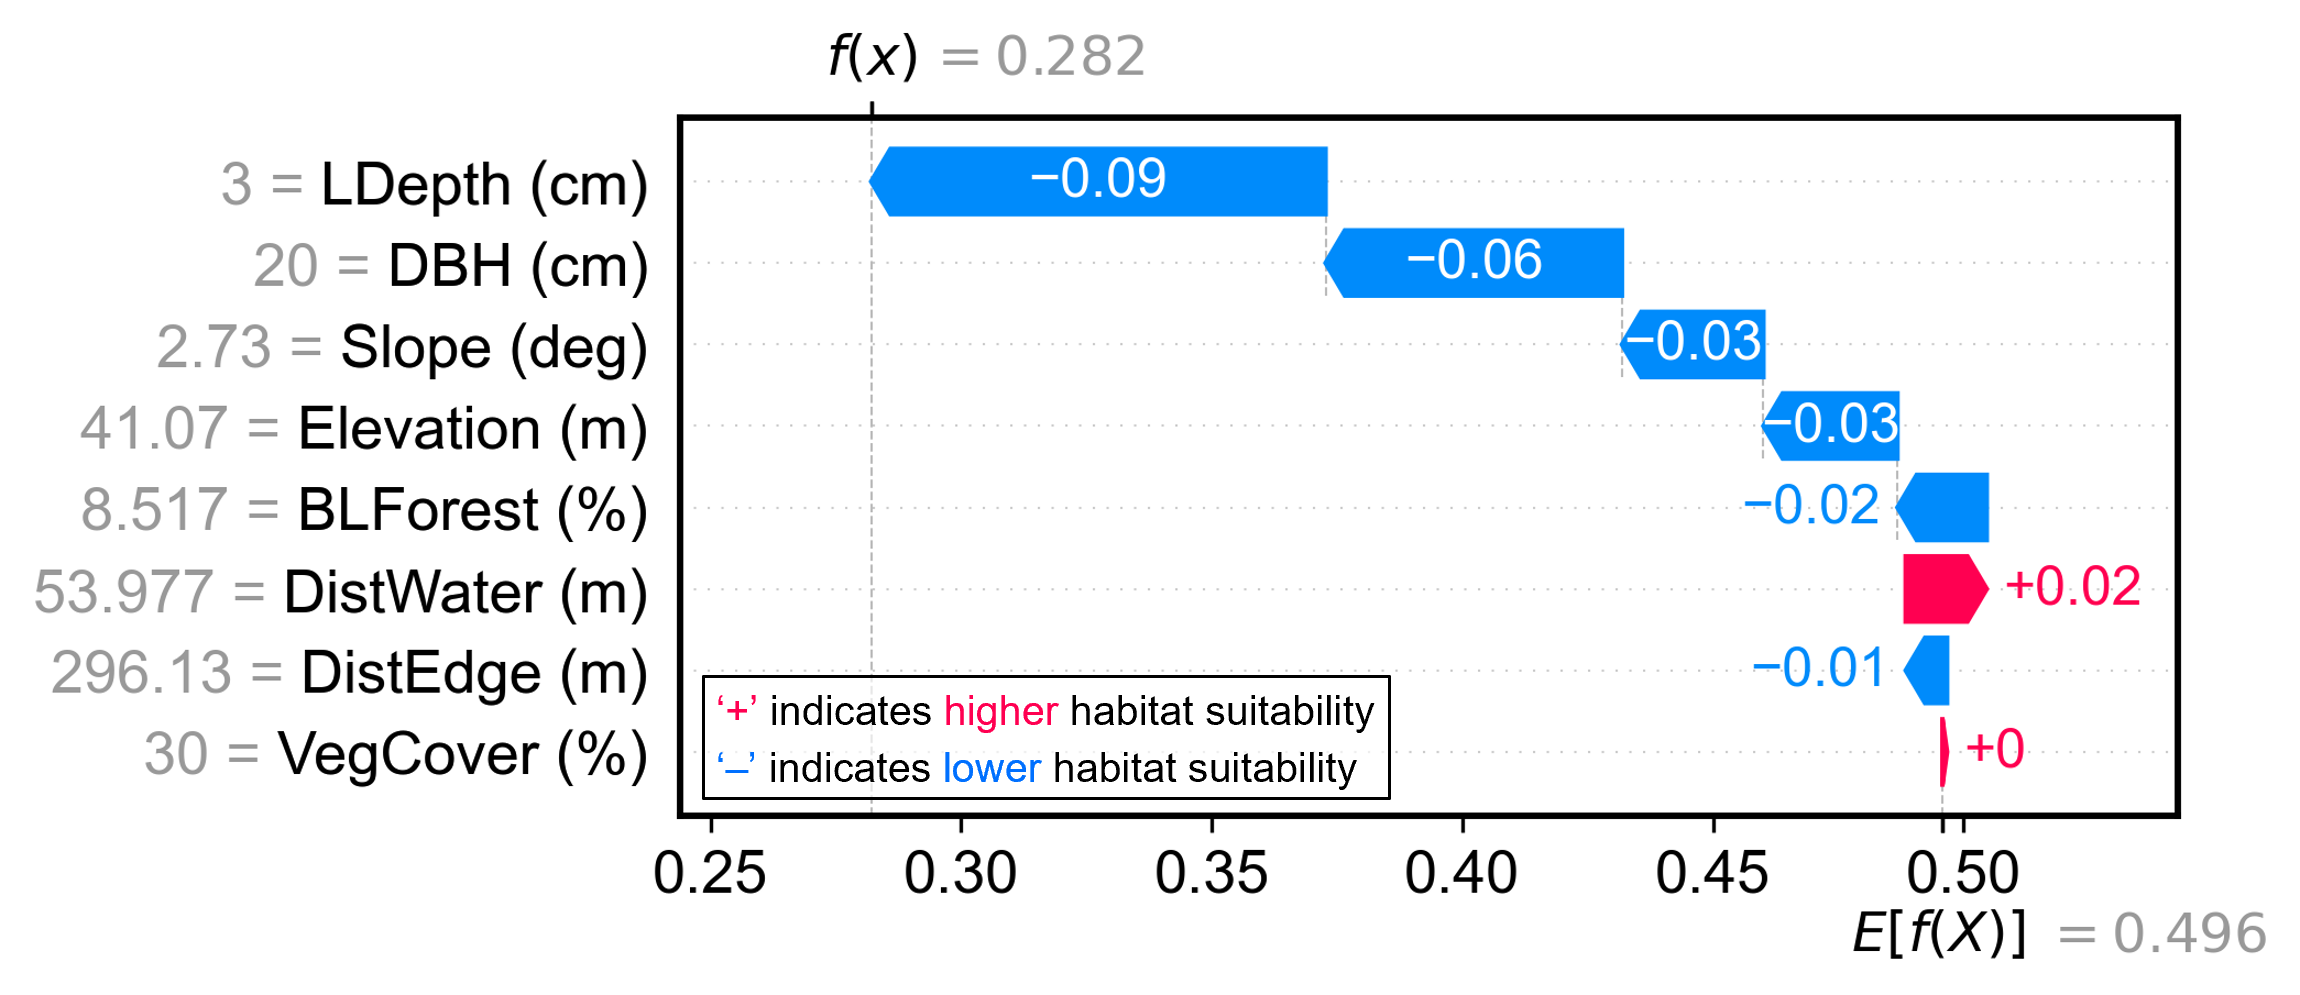 f(x) = 0.282
3 = LDepth (cm)
−0.09
20 = DBH (cm)
−0.06
2.73 = Slope (deg)
−0.03
41.07 = Elevation (m)
−0.03
8.517 = BLForest (%)
−0.02
53.977 = DistWater (m)
+0.02
296.13 = DistEdge (m)
−0.01
30 = VegCover (%)
+0
‘+’ indicates higher habitat suitability
‘–’ indicates lower habitat suitability
0.25 0.30 0.35 0.40 0.45 0.50
E[f(X)] = 0.496